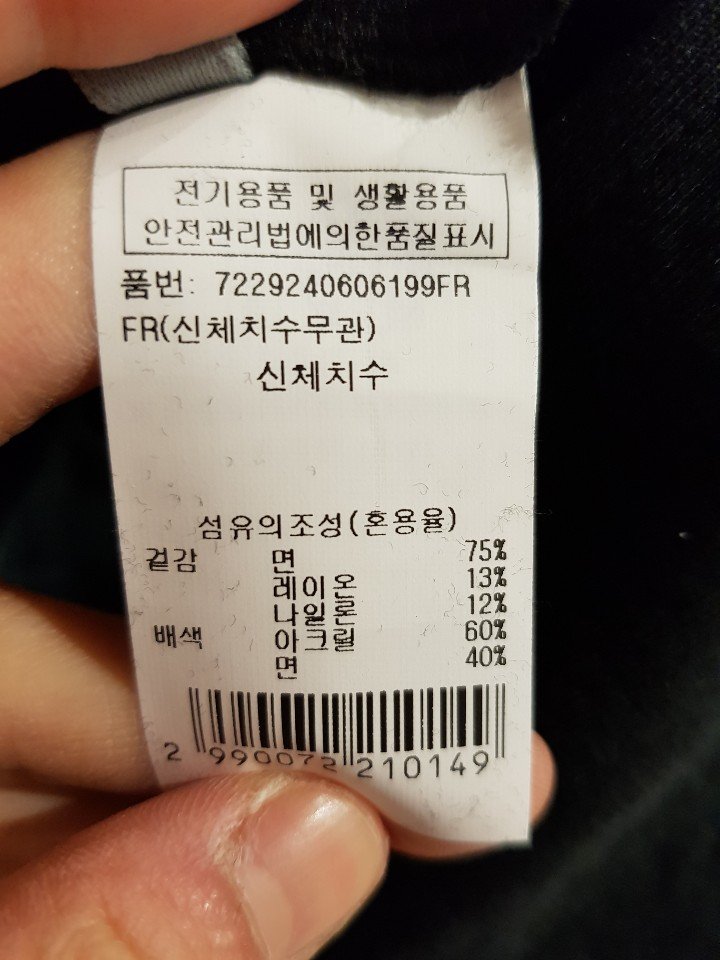 전기용품 및 생활용품
안전관리법에의한품질표시
품번: 7229240606199FR
FR(신체치수무관)
신체치수
섬유의조성(혼용율)
겉감 면 75%
레이온 13%
나일론 12%
배색 아크릴 60%
면 40%
2 990072 210149